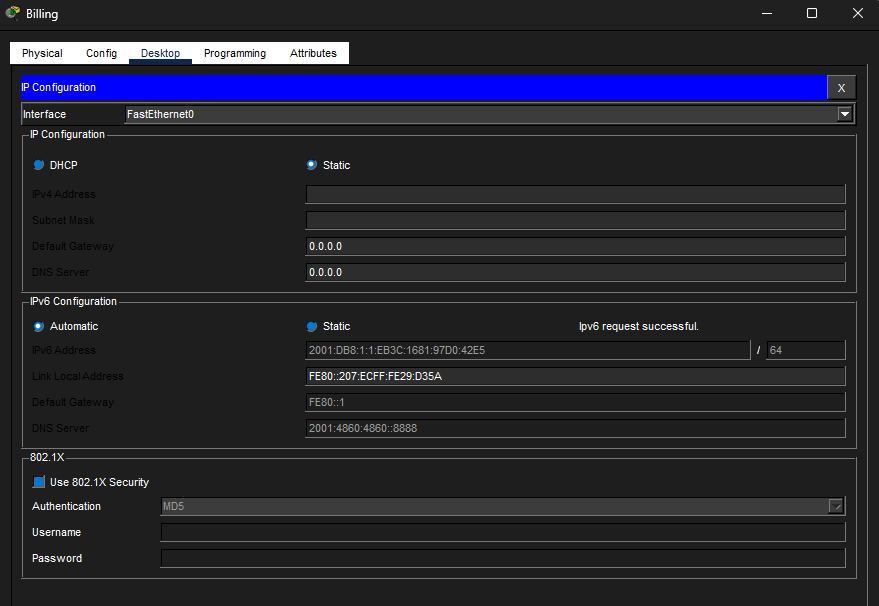 Billing
Physical Config Desktop Programming Attributes
IP Configuration X
Interface FastEthernet0
IP Configuration
DHCP Static
IPv4 Address
Subnet Mask
Default Gateway 0.0.0.0
DNS Server 0.0.0.0
IPv6 Configuration
Automatic Static Ipv6 request successful.
IPv6 Address 2001:DB8:1:1:EB3C:1681:97D0:42E5 / 64
Link Local Address FE80::207:ECFF:FE29:D35A
Default Gateway FE80::1
DNS Server 2001:4860:4860::8888
802.1X
Use 802.1X Security
Authentication MD5
Username
Password